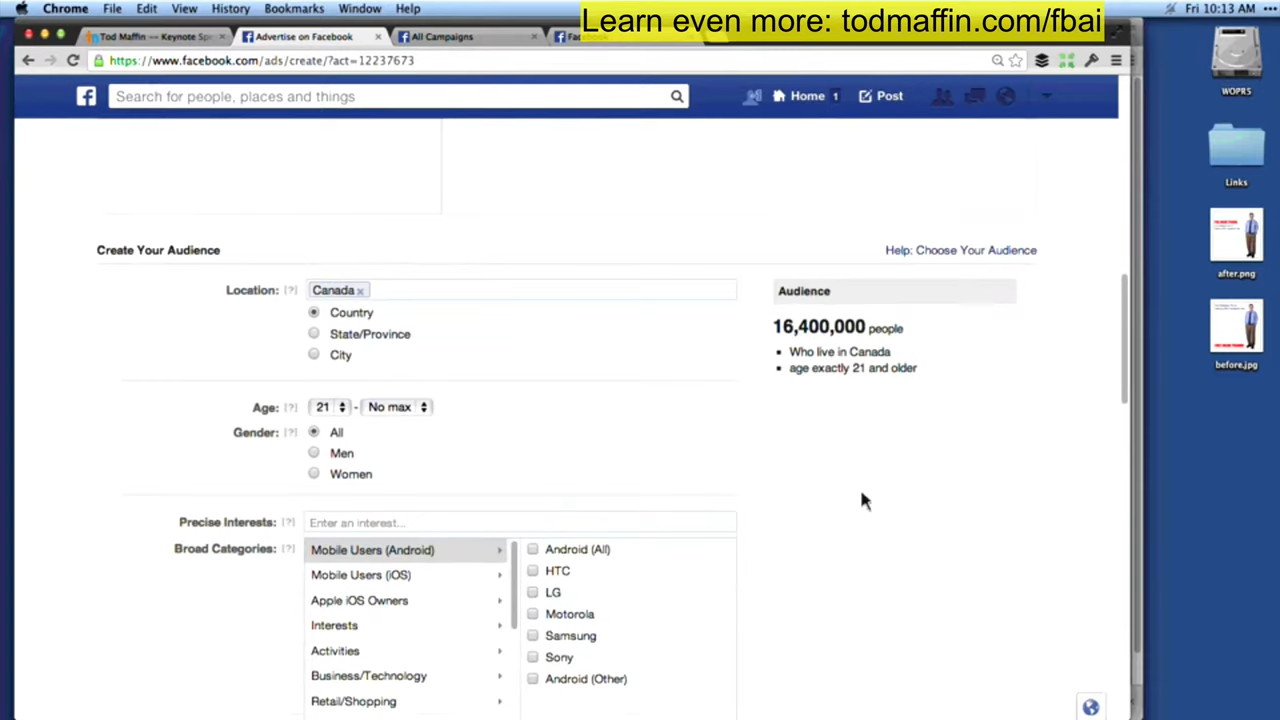 Chrome File Edit View History Bookmarks Window Help Fri 10:13 AM
Learn even more: todmaffin.com/fbai
Tod Maffin — Keynote Sp Advertise on Facebook All Campaigns
https://www.facebook.com/ads/create/?act=12237673
Search for people, places and things Home 1 Post
WOPR5
Links
after.png
before.jpg
Create Your Audience Help: Choose Your Audience
Location: [?] Canada x
Country
State/Province
City
Audience
16,400,000 people
Who live in Canada
age exactly 21 and older
Age: [?] 21 - No max
Gender: [?] All
Men
Women
Precise Interests: [?] Enter an interest...
Broad Categories: [?] Mobile Users (Android)
Mobile Users (iOS)
Apple iOS Owners
Interests
Activities
Business/Technology
Retail/Shopping
Android (All)
HTC
LG
Motorola
Samsung
Sony
Android (Other)